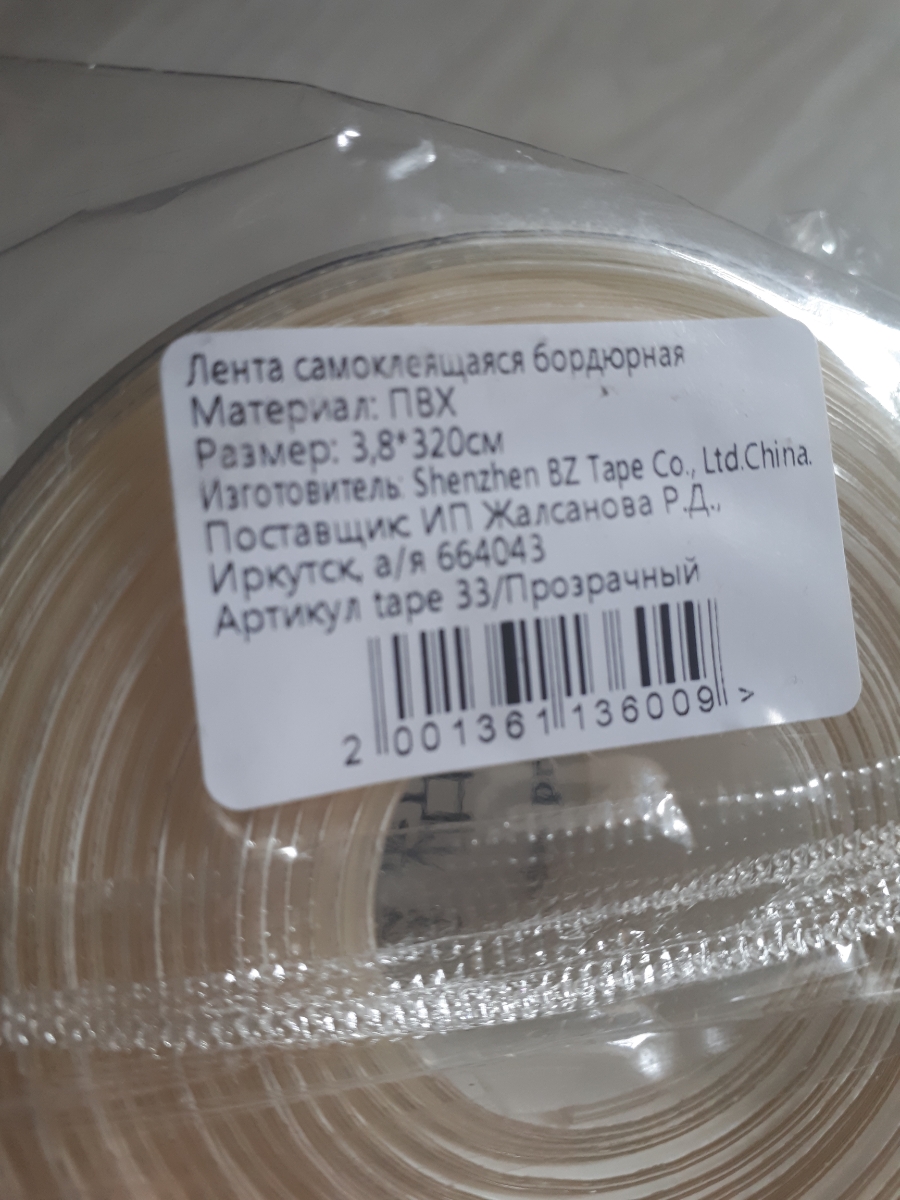 Лента самоклеящаяся бордюрная
Материал: ПВХ
Размер: 3,8*320см
Изготовитель: Shenzhen BZ Tape Co., Ltd.China.
Поставщик: ИП Жалсанова Р.Д.,
Иркутск, а/я 664043
Артикул tape 33/Прозрачный
2 001361 136009 >